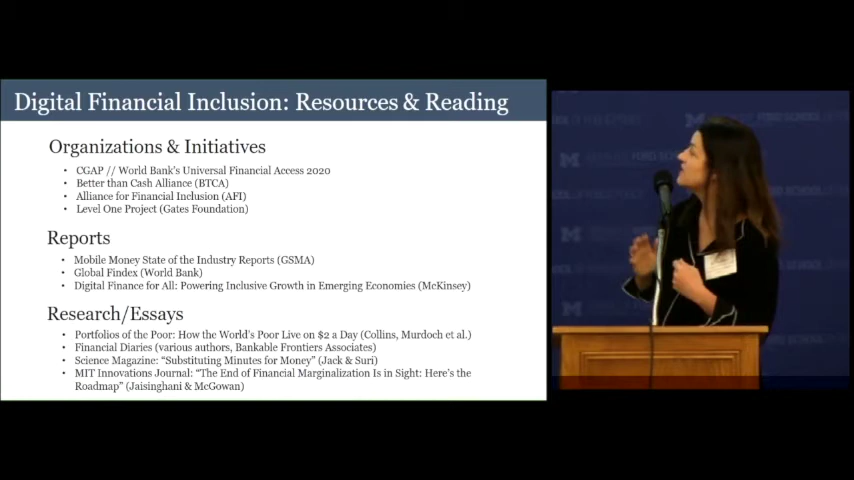 Digital Financial Inclusion: Resources & Reading
Organizations & Initiatives
• CGAP // World Bank's Universal Financial Access 2020
• Better than Cash Alliance (BTCA)
• Alliance for Financial Inclusion (AFI)
• Level One Project (Gates Foundation)
Reports
• Mobile Money State of the Industry Reports (GSMA)
• Global Findex (World Bank)
• Digital Finance for All: Powering Inclusive Growth in Emerging Economies (McKinsey)
Research/Essays
• Portfolios of the Poor: How the World's Poor Live on $2 a Day (Collins, Murdoch et al.)
• Financial Diaries (various authors, Bankable Frontiers Associates)
• Science Magazine: "Substituting Minutes for Money" (Jack & Suri)
• MIT Innovations Journal: "The End of Financial Marginalization Is in Sight: Here's the
Roadmap" (Jaisinghani & McGowan)
M FORD SCHOOL
M
M
M